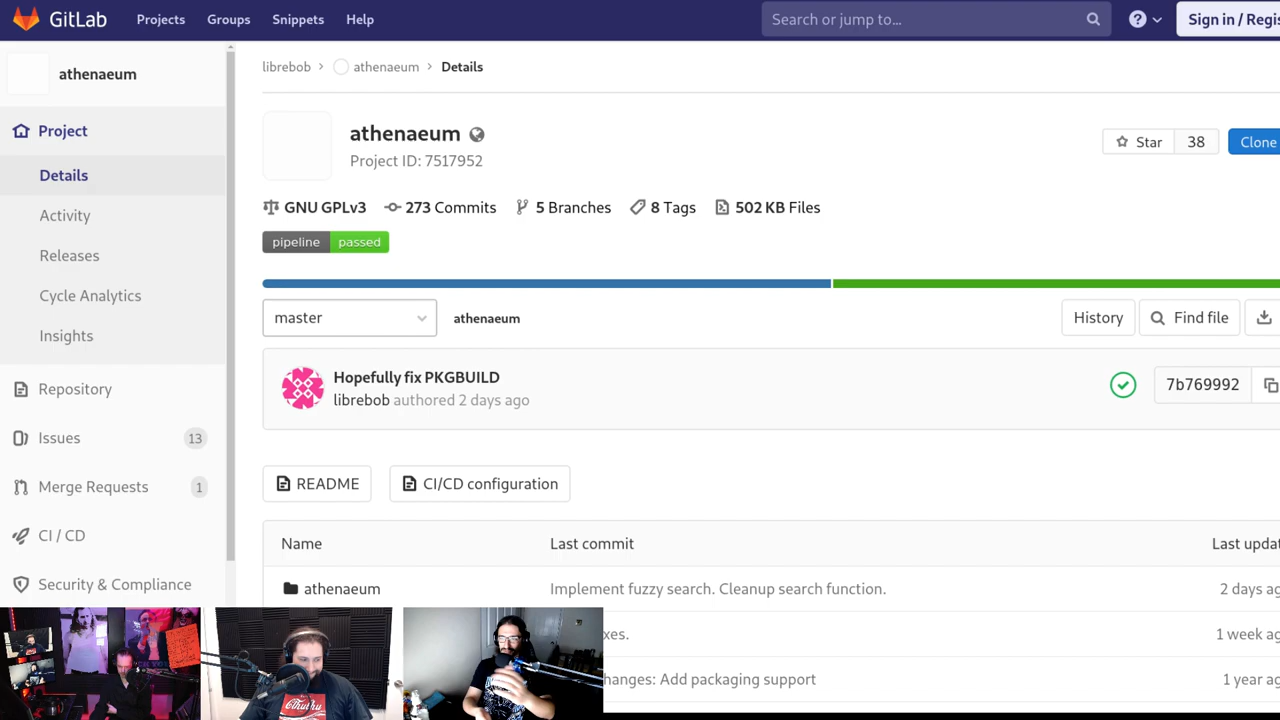 GitLab Projects Groups Snippets Help Search or jump to... Sign in / Regis
athenaeum
librebob athenaeum Details
Project
athenaeum
Project ID: 7517952
Star 38 Clone
Details
GNU GPLv3 273 Commits 5 Branches 8 Tags 502 KB Files
Activity
pipeline passed
Releases
Cycle Analytics
master athenaeum History Find file
Insights
Hopefully fix PKGBUILD
librebob authored 2 days ago
7b769992
Repository
Issues 13
Merge Requests 1
README CI/CD configuration
CI / CD
Name Last commit Last upda
Security & Compliance
athenaeum Implement fuzzy search. Cleanup search function. 2 days ag
xes. 1 week ag
hanges: Add packaging support 1 year ag
Cthulhu